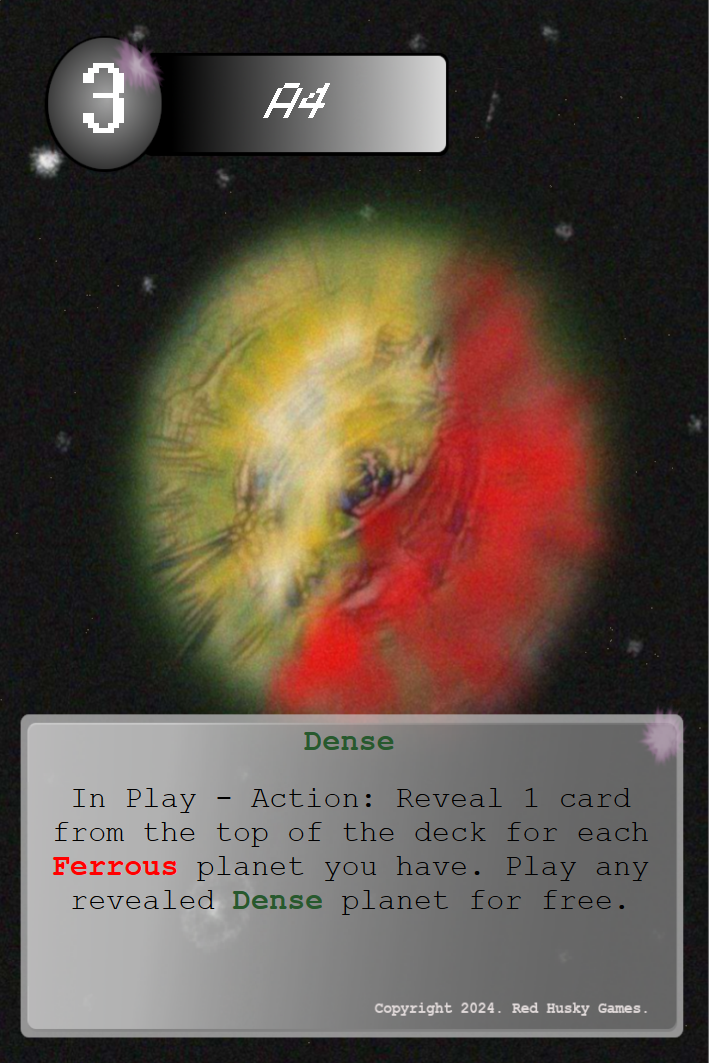 3
A4
Dense
In Play - Action: Reveal 1 card
from the top of the deck for each
Ferrous planet you have. Play any
revealed Dense planet for free.
Copyright 2024. Red Husky Games.